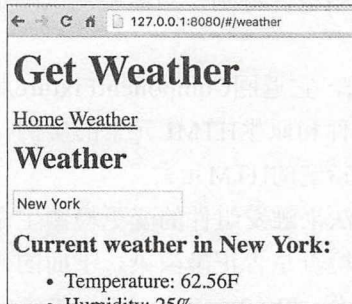 127.0.0.1:8080/#/weather
Get Weather
Home Weather
Weather
New York
Current weather in New York:
• Temperature: 62.56F
• Humidity: 25%